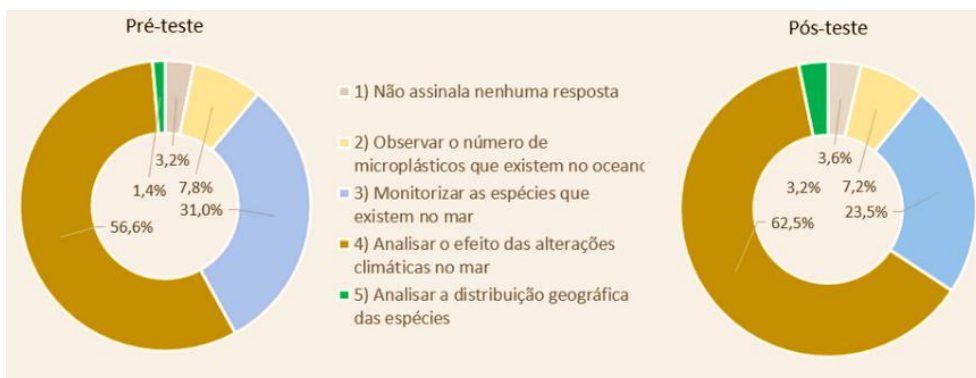 Pré-teste
3,2%
1,4%
7,8%
31,0%
56,6%
1) Não assinala nenhuma resposta
2) Observar o número de
microplásticos que existem no oceano
3) Monitorizar as espécies que
existem no mar
4) Analisar o efeito das alterações
climáticas no mar
5) Analisar a distribuição geográfica
das espécies
Pós-teste
3,6%
3,2%
7,2%
62,5%
23,5%